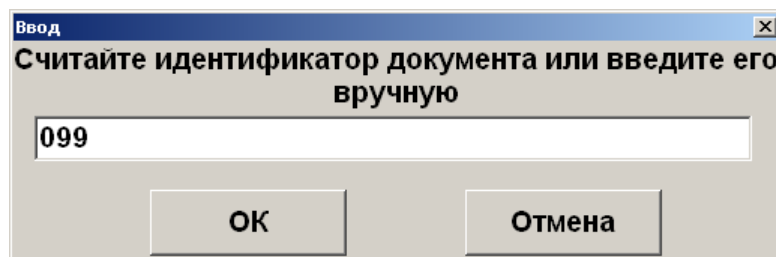 Ввод
Считайте идентификатор документа или введите его
вручную
099
ОК
Отмена